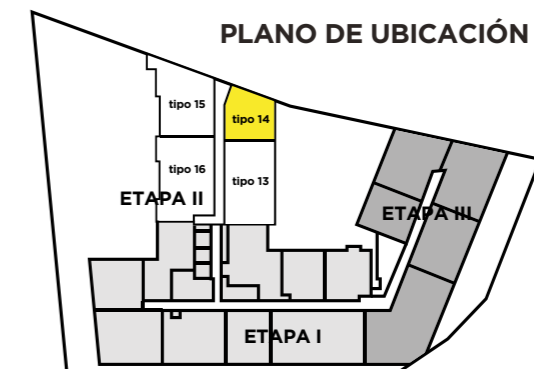 PLANO DE UBICACIÓN
tipo 15
tipo 14
tipo 16
tipo 13
ETAPA II
ETAPA III
ETAPA I